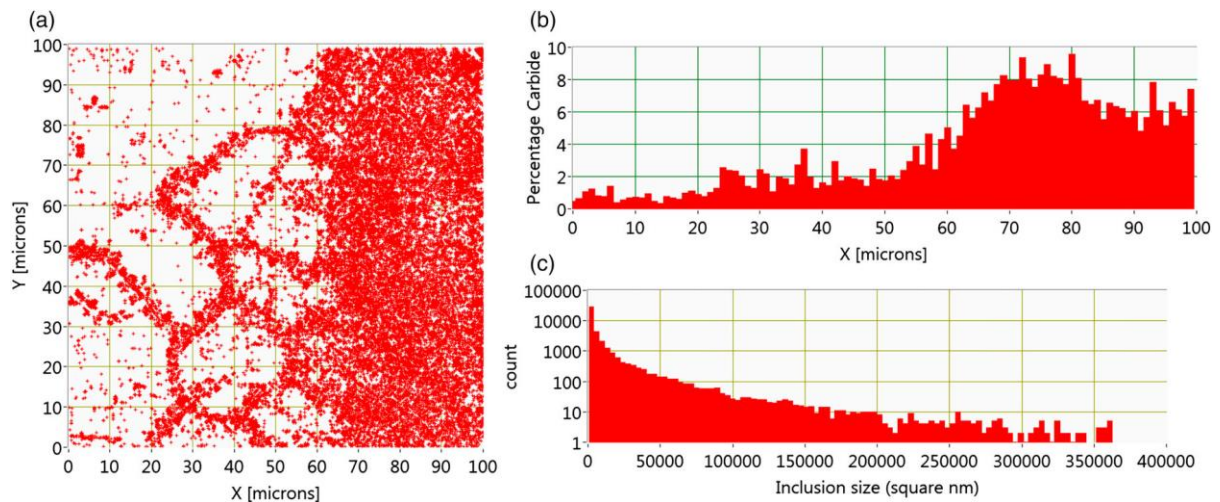 (a)
100
90
80
70
60
50
40
30
20
10
0
Y [microns]
0 10 20 30 40 50 60 70 80 90 100
X [microns]
(b)
10
8
6
4
2
0
Percentage Carbide
0 10 20 30 40 50 60 70 80 90 100
X [microns]
(c)
100000
10000
1000
100
10
1
count
0 50000 100000 150000 200000 250000 300000 350000 400000
Inclusion size (square nm)